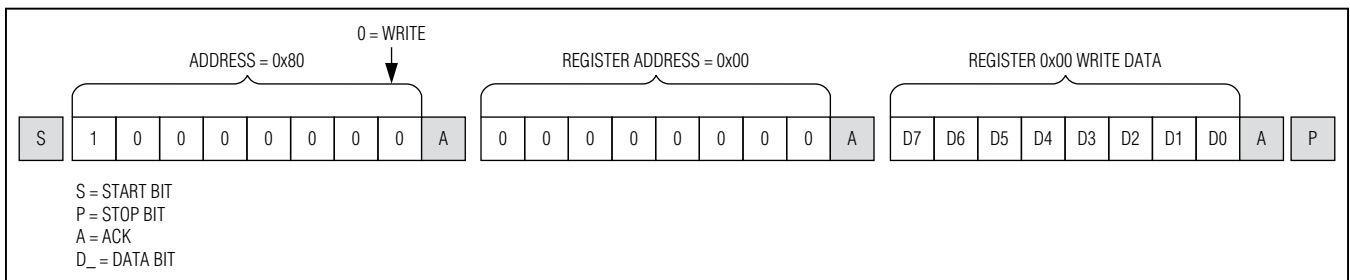 0 = WRITE
ADDRESS = 0x80 REGISTER ADDRESS = 0x00 REGISTER 0x00 WRITE DATA
S 1 0 0 0 0 0 0 0 A 0 0 0 0 0 0 0 0 A D7 D6 D5 D4 D3 D2 D1 D0 A P
S = START BIT
P = STOP BIT
A = ACK
D_ = DATA BIT